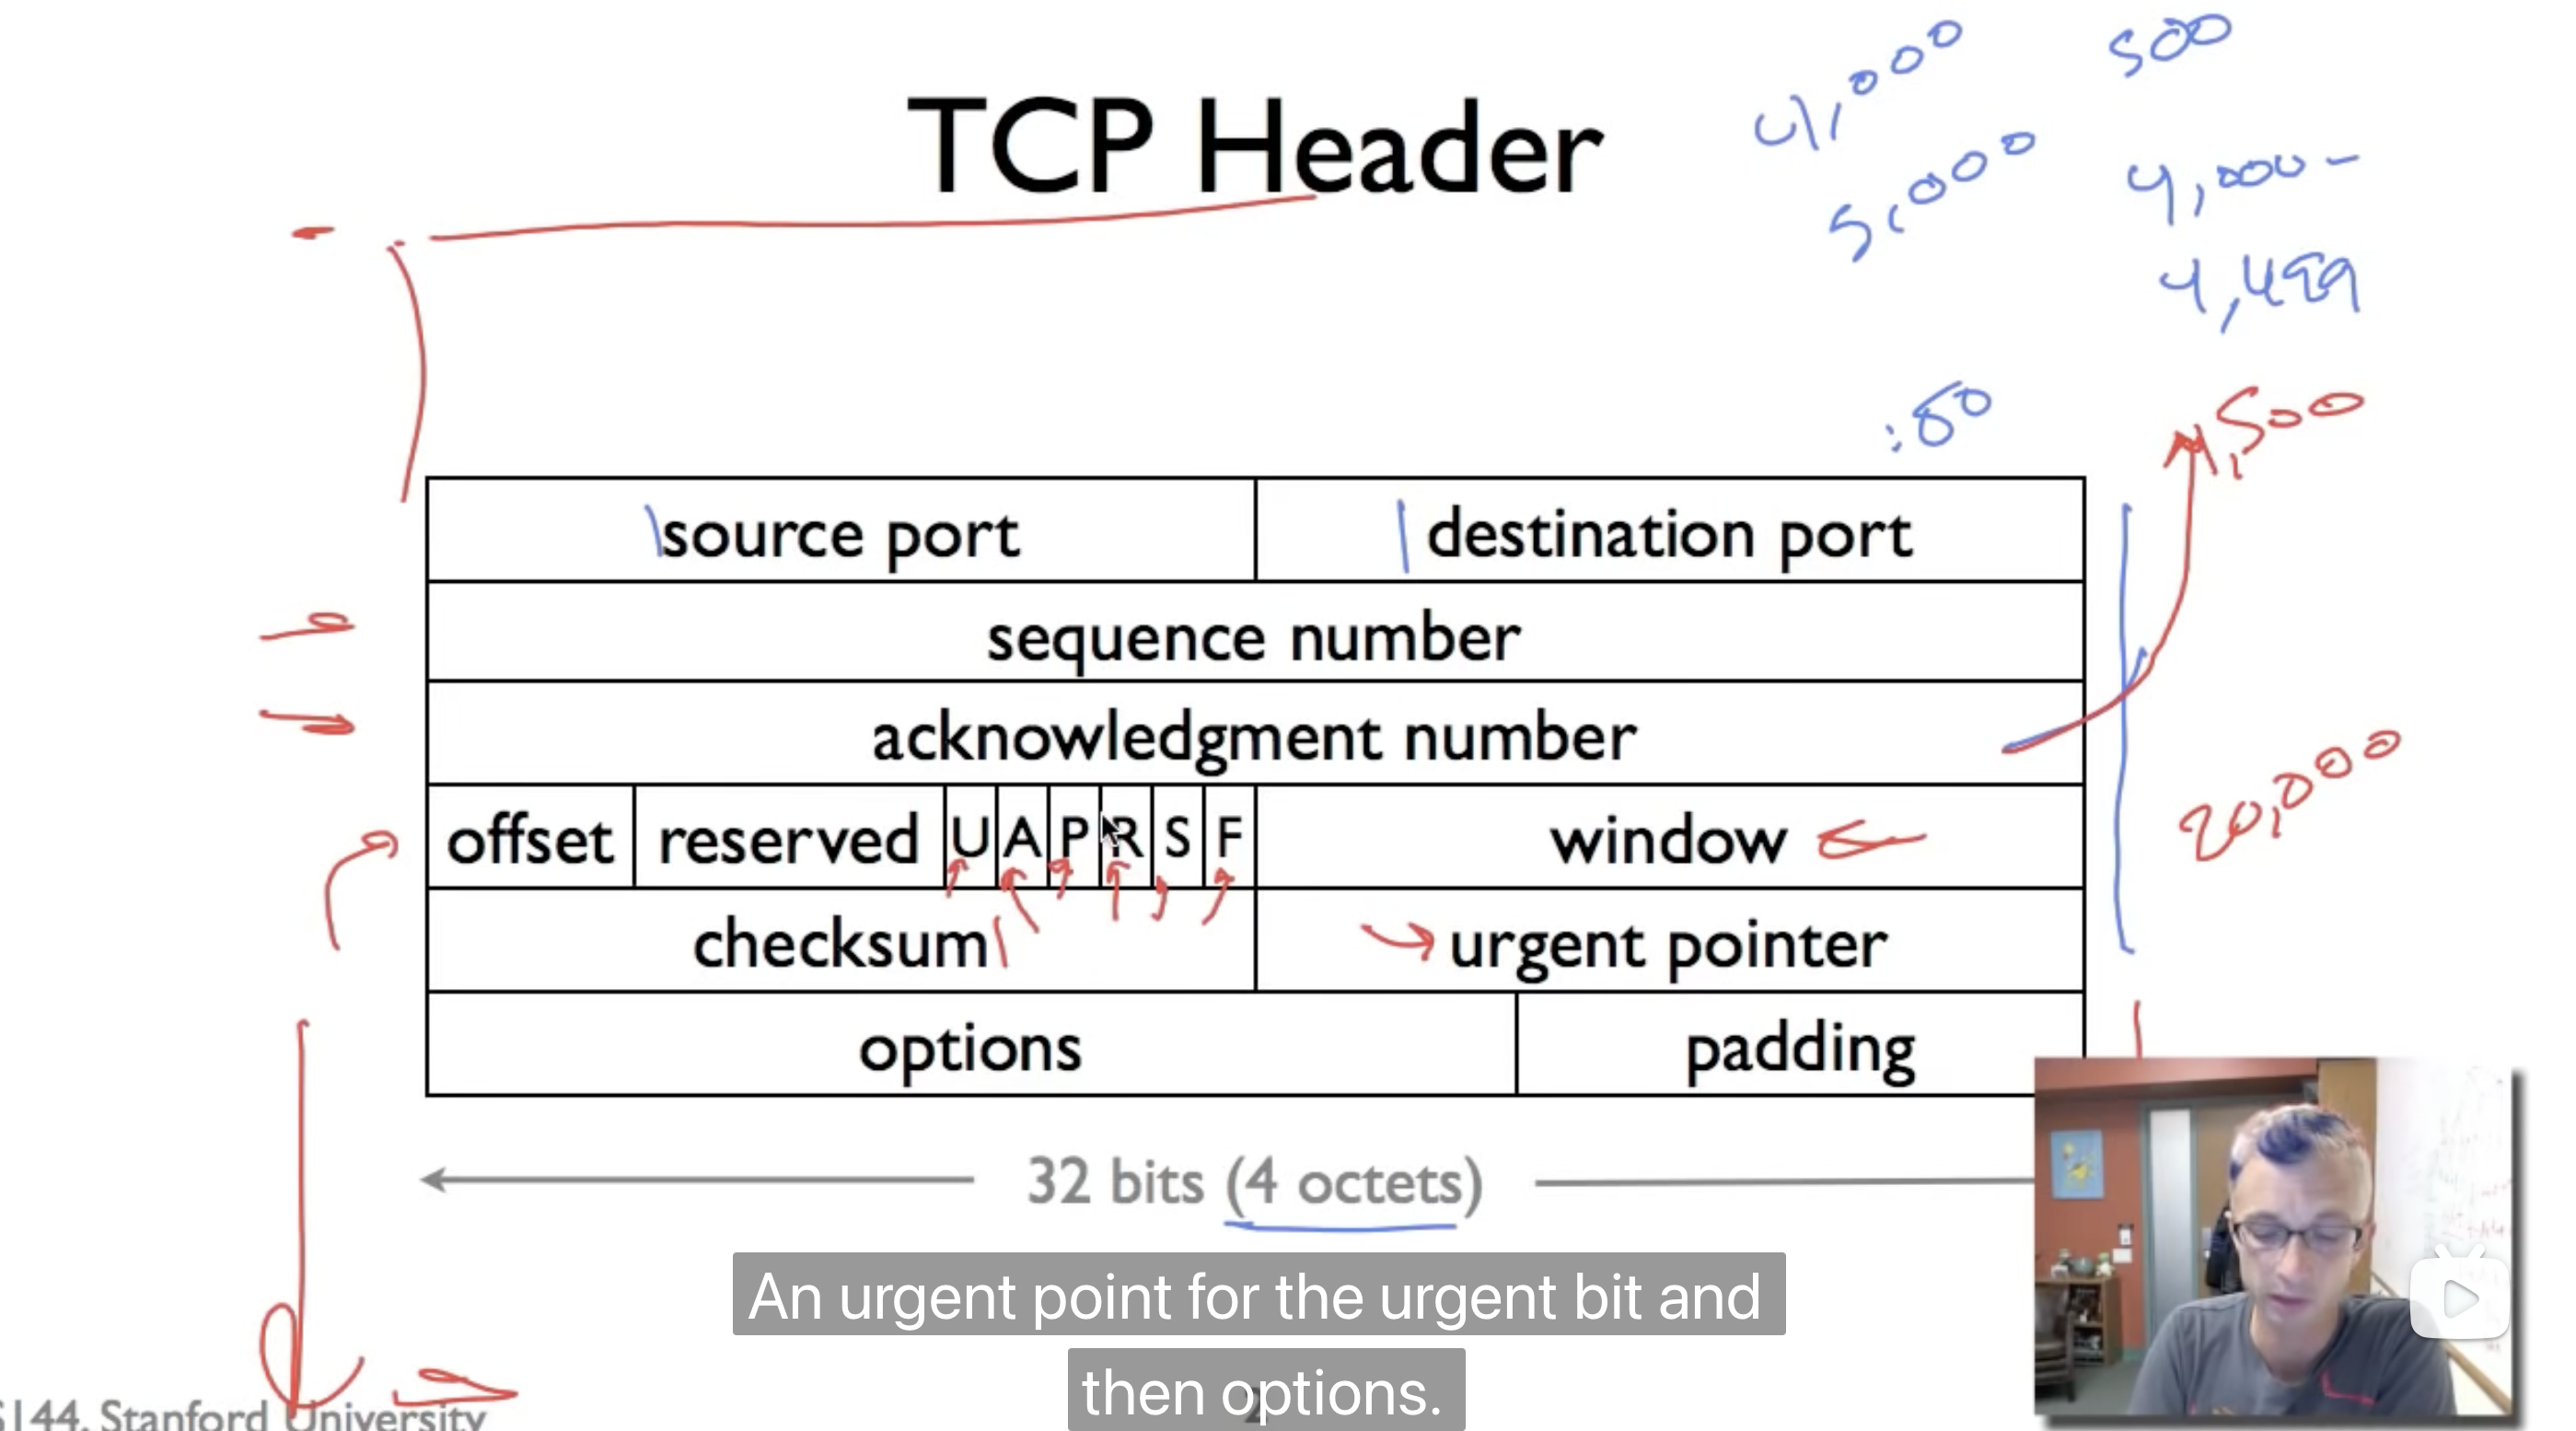 TCP Header
500
5,000
4,000 -
4,499
:80
4,500
source port destination port
sequence number
acknowledgment number
20,000
offset reserved U A P R S F window
checksum urgent pointer
options padding
32 bits (4 octets)
An urgent point for the urgent bit and
then options.
S144, Stanford University 2